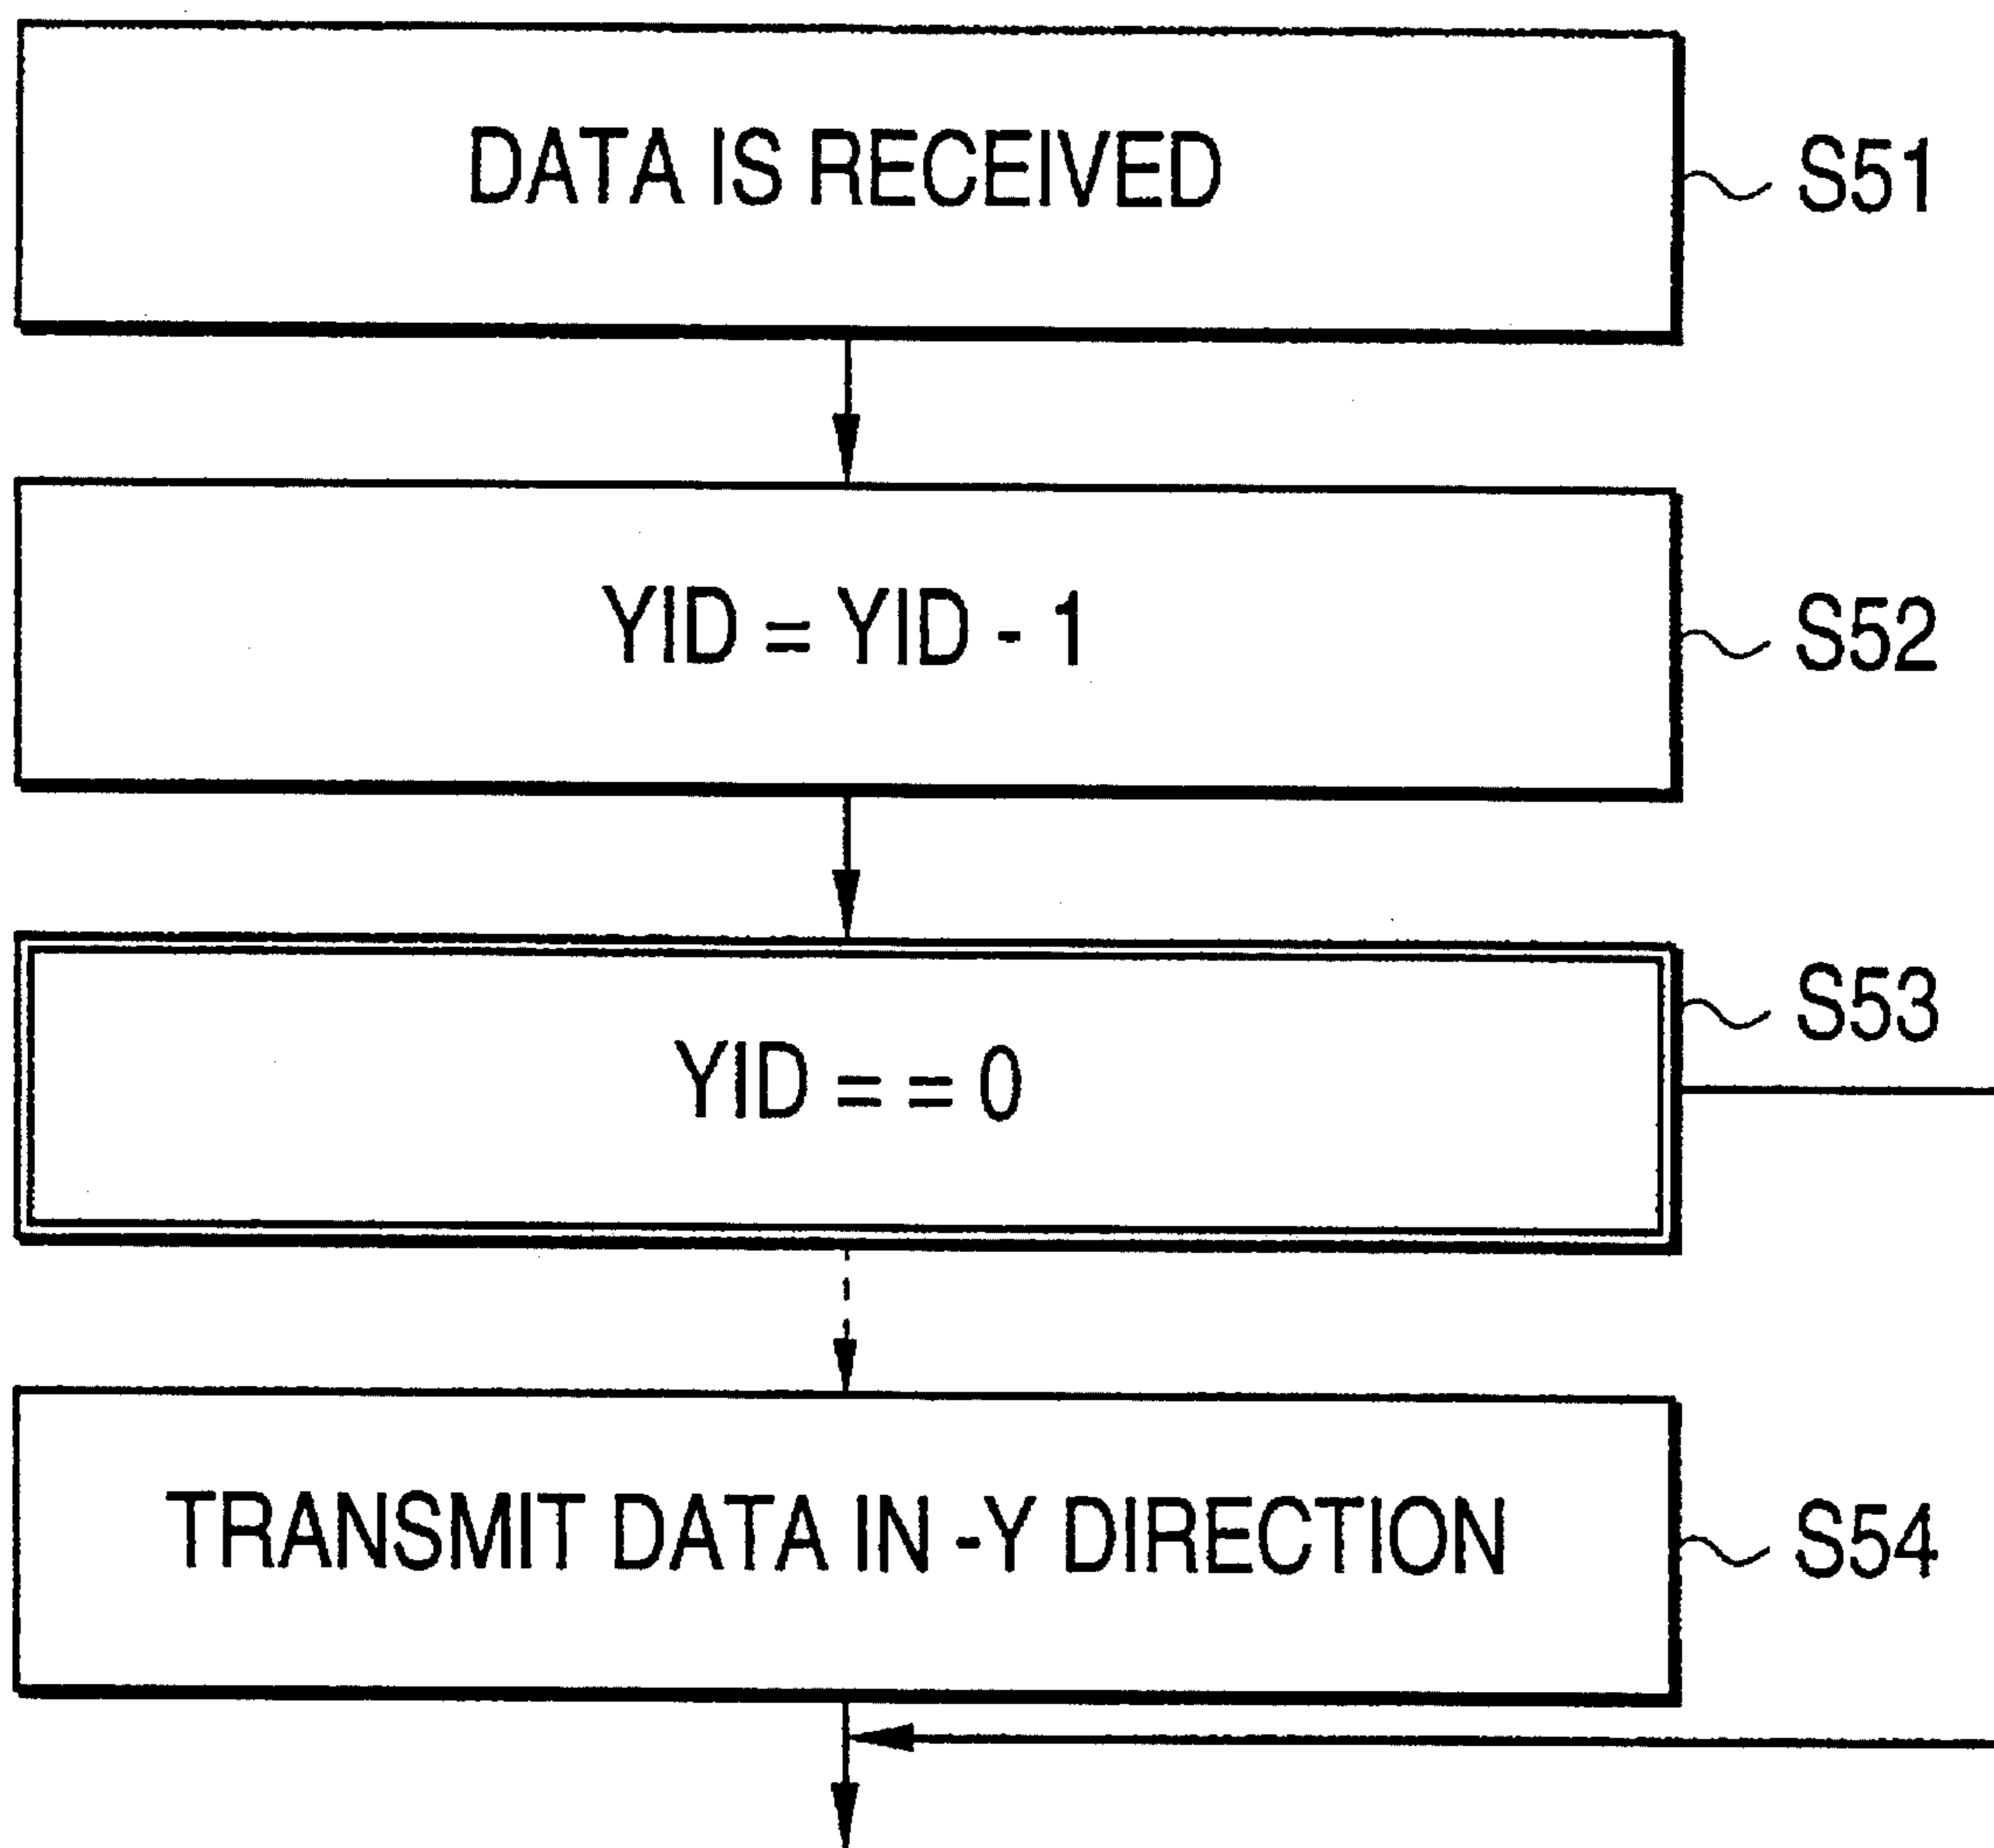 DATA IS RECEIVED
S51
YID = YID - 1
S52
S53
YID = = 0
TRANSMIT DATA IN -Y DIRECTION
S54